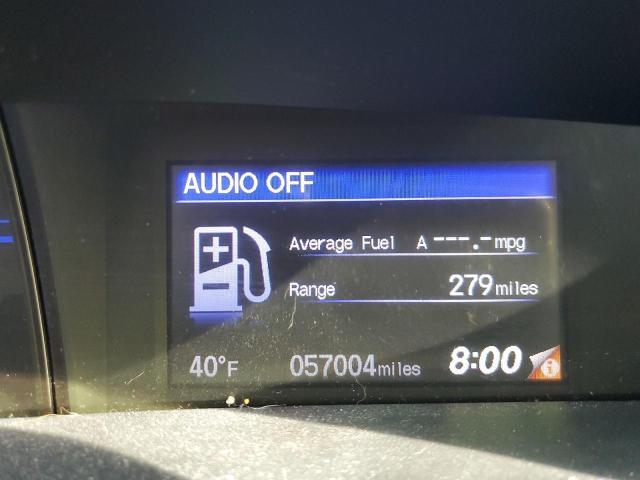 AUDIO OFF
Average Fuel A ---.- mpg
Range 279 miles
40°F 057004 miles 8:00 i